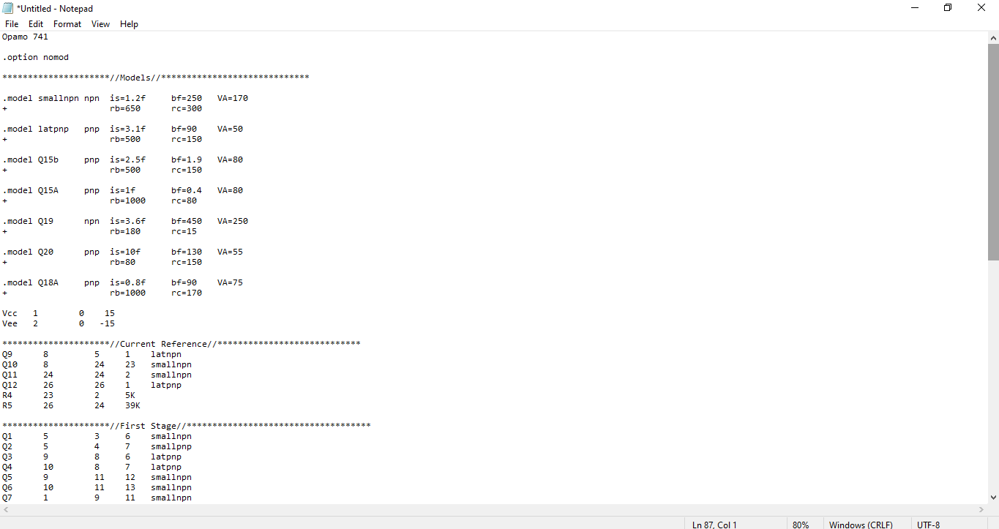 *Untitled - Notepad
File Edit Format View Help
Opamo 741
.option nomod
*********************//Models//*****************************
.model smallnpn npn is=1.2f bf=250 VA=170
+ rb=650 rc=300
.model latpnp pnp is=3.1f bf=90 VA=50
+ rb=500 rc=150
.model Q15b pnp is=2.5f bf=1.9 VA=80
+ rb=500 rc=150
.model Q15A pnp is=1f bf=0.4 VA=80
+ rb=1000 rc=80
.model Q19 npn is=3.6f bf=450 VA=250
+ rb=180 rc=15
.model Q20 pnp is=10f bf=130 VA=55
+ rb=80 rc=150
.model Q18A pnp is=0.8f bf=90 VA=75
+ rb=1000 rc=170
Vcc 1 0 15
Vee 2 0 -15
*********************//Current Reference//****************************
Q9 8 5 1 latnpn
Q10 8 24 23 smallnpn
Q11 24 24 2 smallnpn
Q12 26 26 1 latpnp
R4 23 2 5K
R5 26 24 39K
*********************//First Stage//************************************
Q1 5 3 6 smallnpn
Q2 5 4 7 smallpnp
Q3 9 8 6 latpnp
Q4 10 8 7 latpnp
Q5 9 11 12 smallnpn
Q6 10 11 13 smallnpn
Q7 1 9 11 smallnpn
Ln 87, Col 1 80% Windows (CRLF) UTF-8